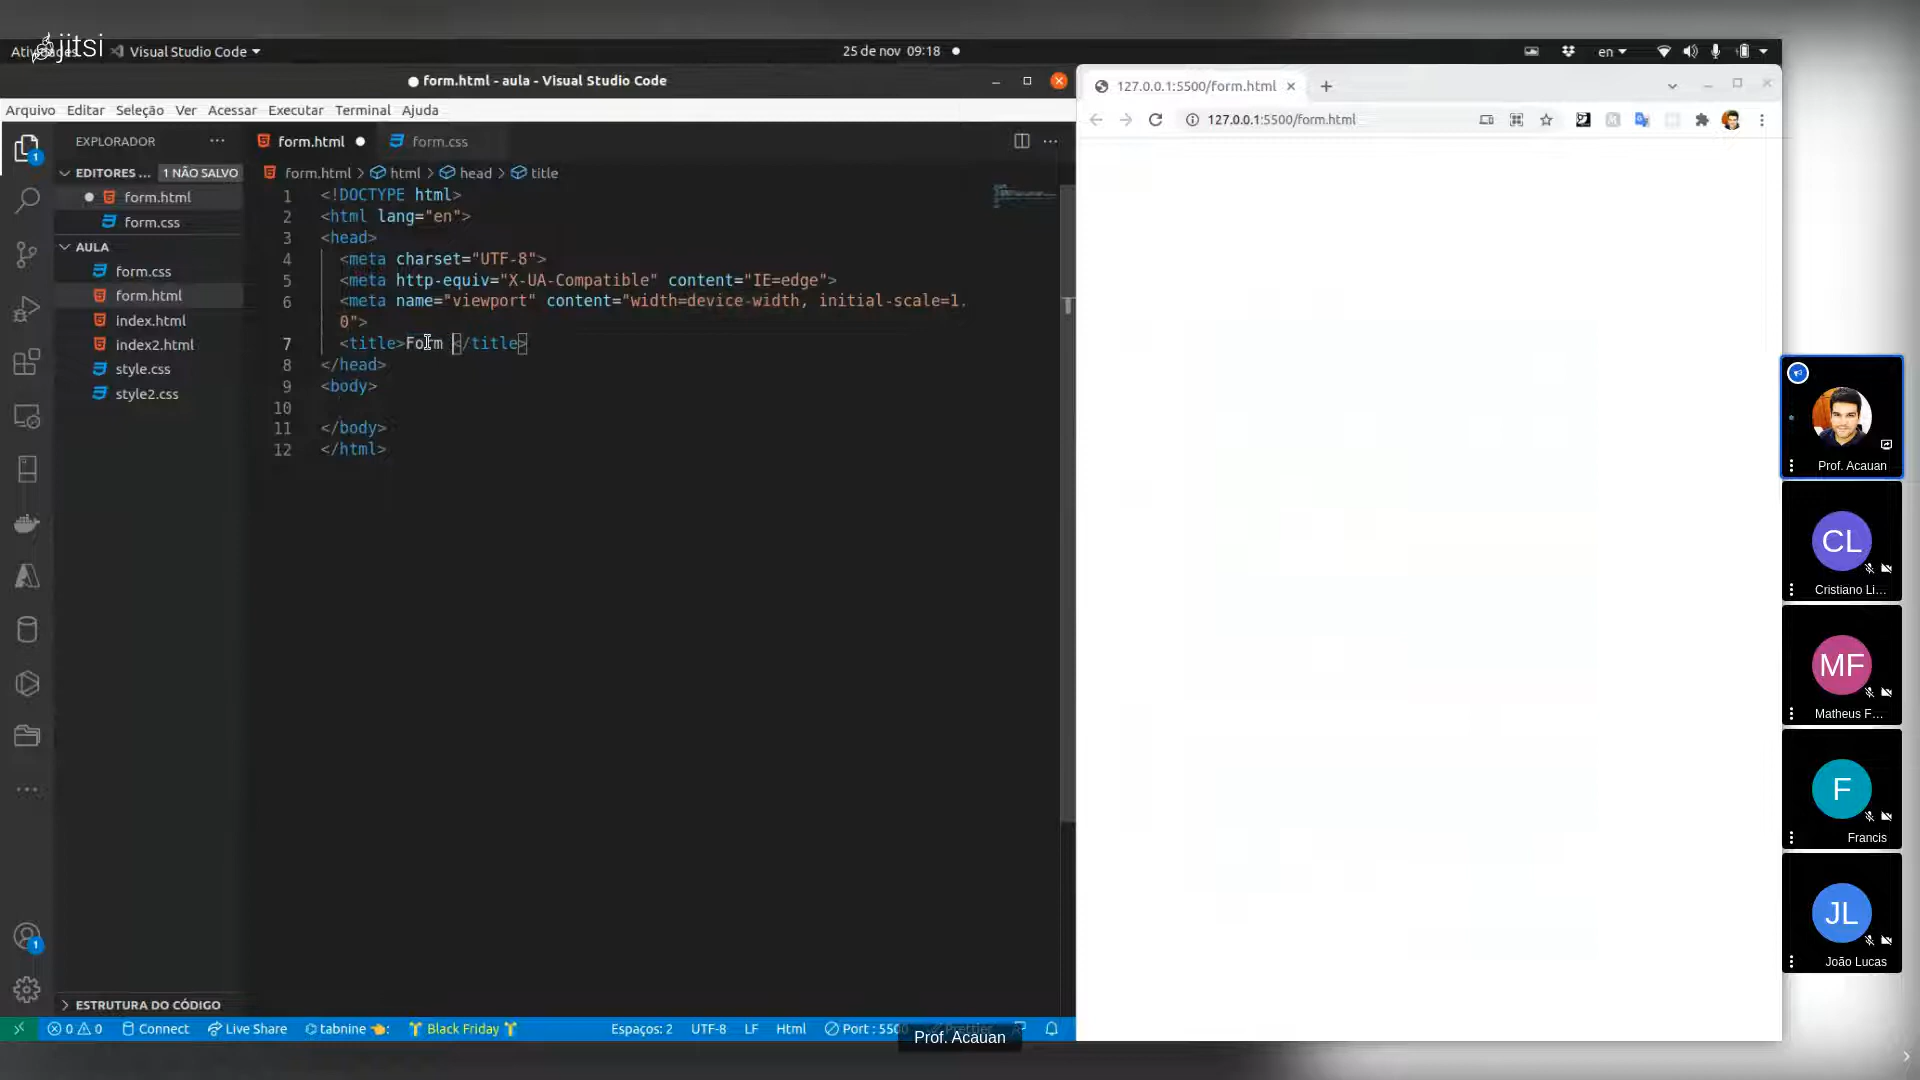 jitsi
Visual Studio Code
25 de nov 09:18
en
form.html - aula - Visual Studio Code
Arquivo Editar Seleção Ver Acessar Executar Terminal Ajuda
EXPLORADOR
EDITORES ... 1 NÃO SALVO
form.html
form.css
AULA
form.css
form.html
index.html
index2.html
style.css
style2.css
ESTRUTURA DO CÓDIGO
form.html
form.css
form.html > html > head > title
1 <!DOCTYPE html>
2 <html lang="en">
3 <head>
4 <meta charset="UTF-8">
5 <meta http-equiv="X-UA-Compatible" content="IE=edge">
6 <meta name="viewport" content="width=device-width, initial-scale=1.
0">
7 <title>Form </title>
8 </head>
9 <body>
10
11 </body>
12 </html>
0 0 Connect Live Share tabnine Black Friday Espaços: 2 UTF-8 LF Html Port : 5500 Prettier
127.0.0.1:5500/form.html
127.0.0.1:5500/form.html
Prof. Acauan
CL
Cristiano Li...
MF
Matheus F...
F
Francis
JL
João Lucas
Prof. Acauan
1
1